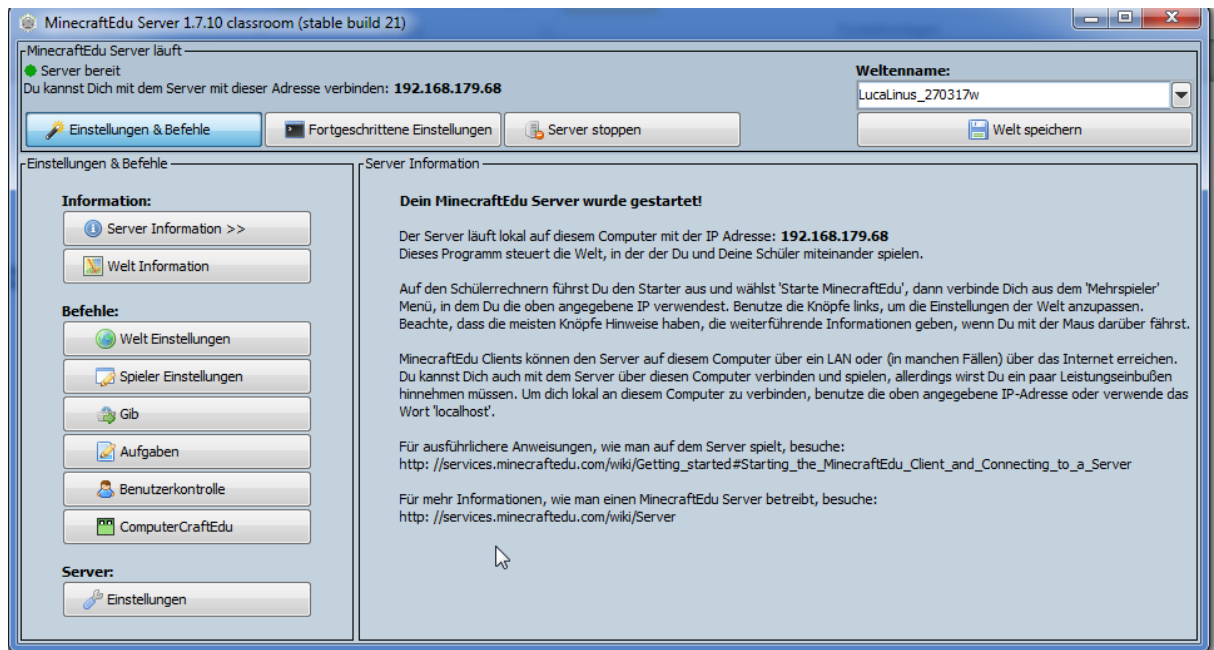 MinecraftEdu Server 1.7.10 classroom (stable build 21)
MinecraftEdu Server läuft
Server bereit
Du kannst Dich mit dem Server mit dieser Adresse verbinden: 192.168.179.68
Weltenname:
LucaLinus_270317w
Einstellungen & Befehle
Fortgeschrittene Einstellungen
Server stoppen
Welt speichern
Einstellungen & Befehle
Information:
Server Information >>
Welt Information
Befehle:
Welt Einstellungen
Spieler Einstellungen
Gib
Aufgaben
Benutzerkontrolle
ComputerCraftEdu
Server:
Einstellungen
Server Information
Dein MinecraftEdu Server wurde gestartet!
Der Server läuft lokal auf diesem Computer mit der IP Adresse: 192.168.179.68
Dieses Programm steuert die Welt, in der der Du und Deine Schüler miteinander spielen.
Auf den Schülerrechnern führst Du den Starter aus und wählst 'Starte MinecraftEdu', dann verbinde Dich aus dem 'Mehrspieler'
Menü, in dem Du die oben angegebene IP verwendest. Benutze die Knöpfe links, um die Einstellungen der Welt anzupassen.
Beachte, dass die meisten Knöpfe Hinweise haben, die weiterführende Informationen geben, wenn Du mit der Maus darüber fährst.
MinecraftEdu Clients können den Server auf diesem Computer über ein LAN oder (in manchen Fällen) über das Internet erreichen.
Du kannst Dich auch mit dem Server über diesen Computer verbinden und spielen, allerdings wirst Du ein paar Leistungseinbußen
hinnehmen müssen. Um dich lokal an diesem Computer zu verbinden, benutze die oben angegebene IP-Adresse oder verwende das
Wort 'localhost'.
Für ausführlichere Anweisungen, wie man auf dem Server spielt, besuche:
http: //services.minecraftedu.com/wiki/Getting_started#Starting_the_MinecraftEdu_Client_and_Connecting_to_a_Server
Für mehr Informationen, wie man einen MinecraftEdu Server betreibt, besuche:
http: //services.minecraftedu.com/wiki/Server